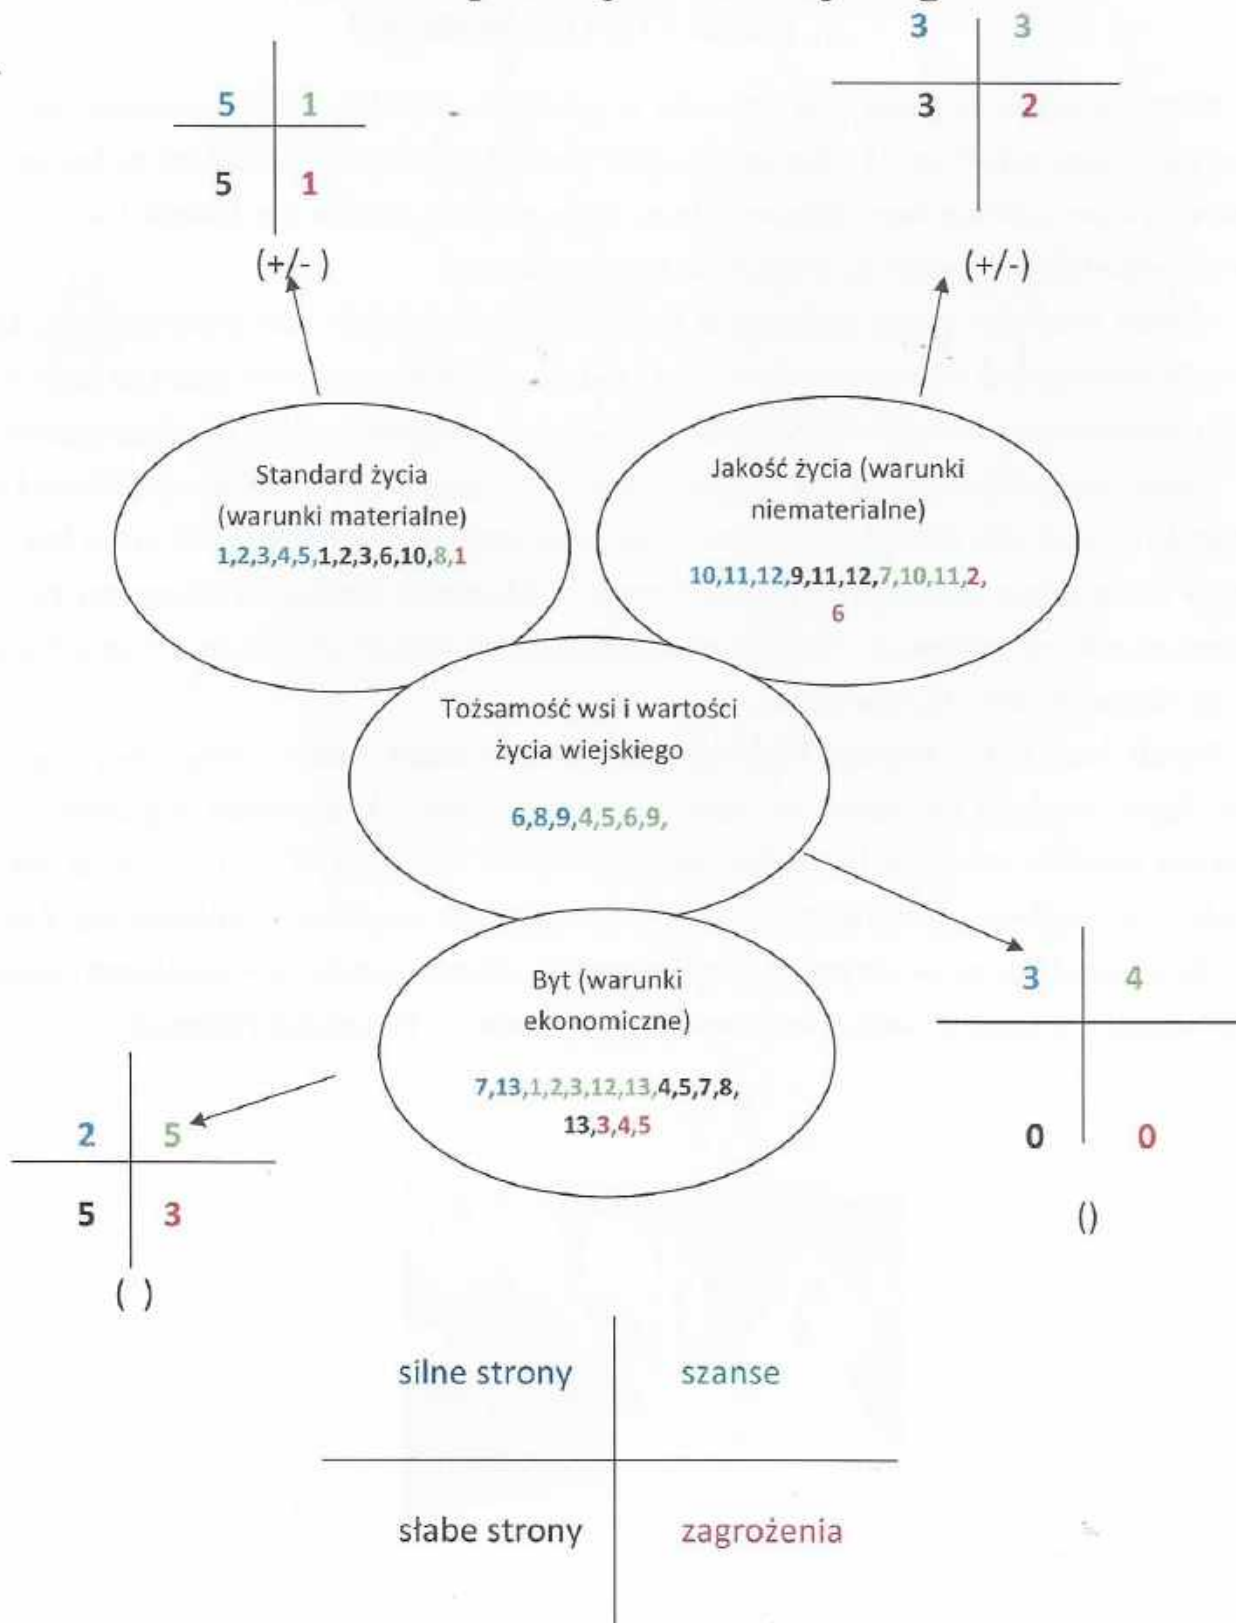 3 3
3 2
(+/-)
5 1
5 1
(+/- )
Standard życia
(warunki materialne)
1,2,3,4,5,1,2,3,6,10,8,1
Jakość życia (warunki
niematerialne)
10,11,12,9,11,12,7,10,11,2,
6
Tożsamość wsi i wartości
życia wiejskiego
6,8,9,4,5,6,9,
3 4
0 0
()
Byt (warunki
ekonomiczne)
7,13,1,2,3,12,13,4,5,7,8,
13,3,4,5
2 5
5 3
( )
silne strony szanse
słabe strony zagrożenia